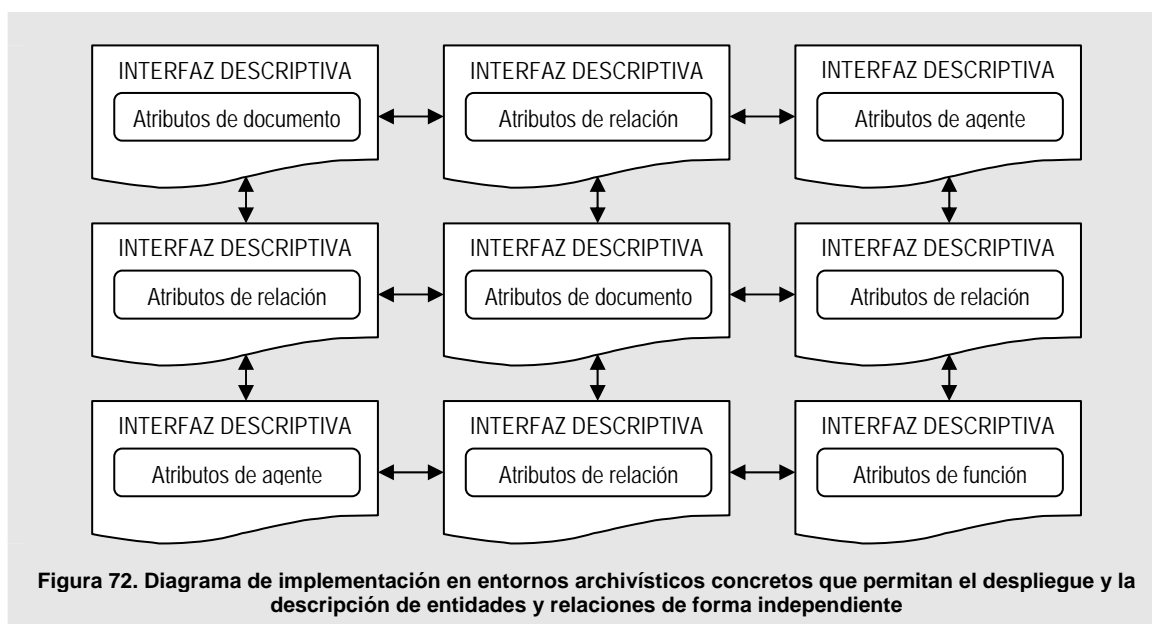 INTERFAZ DESCRIPTIVA
Atributos de documento
INTERFAZ DESCRIPTIVA
Atributos de relación
INTERFAZ DESCRIPTIVA
Atributos de agente
INTERFAZ DESCRIPTIVA
Atributos de relación
INTERFAZ DESCRIPTIVA
Atributos de documento
INTERFAZ DESCRIPTIVA
Atributos de relación
INTERFAZ DESCRIPTIVA
Atributos de agente
INTERFAZ DESCRIPTIVA
Atributos de relación
INTERFAZ DESCRIPTIVA
Atributos de función
Figura 72. Diagrama de implementación en entornos archivísticos concretos que permitan el despliegue y la
descripción de entidades y relaciones de forma independiente